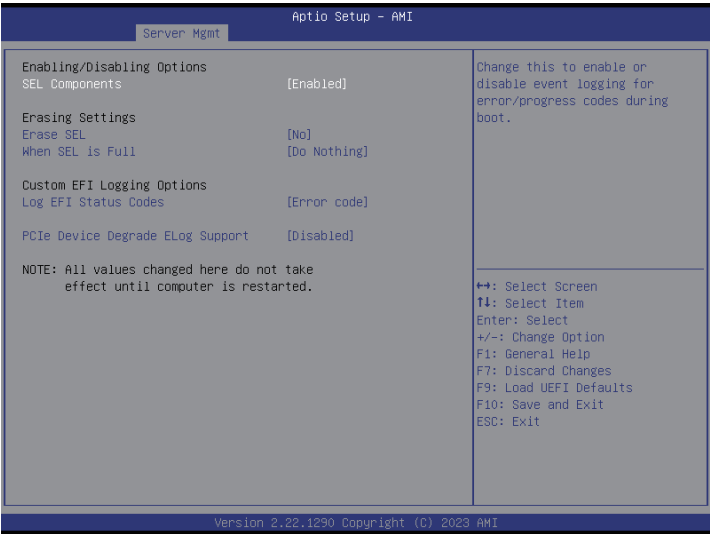 Aptio Setup – AMI
Server Mgmt
Enabling/Disabling Options
SEL Components [Enabled]
Erasing Settings
Erase SEL [No]
When SEL is Full [Do Nothing]
Custom EFI Logging Options
Log EFI Status Codes [Error code]
PCIe Device Degrade ELog Support [Disabled]
NOTE: All values changed here do not take
effect until computer is restarted.
Change this to enable or
disable event logging for
error/progress codes during
boot.
↔: Select Screen
↑↓: Select Item
Enter: Select
+/-: Change Option
F1: General Help
F7: Discard Changes
F9: Load UEFI Defaults
F10: Save and Exit
ESC: Exit
Version 2.22.1290 Copyright (C) 2023 AMI